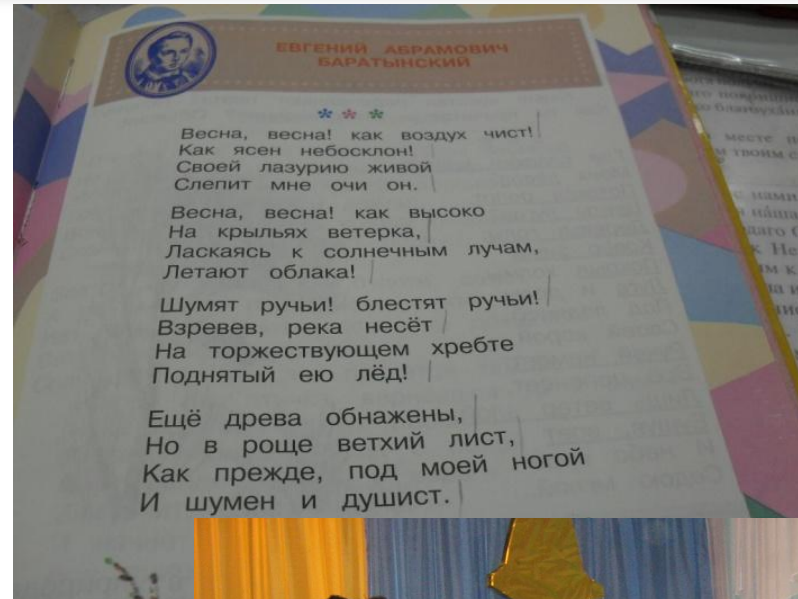 ЕВГЕНИЙ АБРАМОВИЧ
БАРАТЫНСКИЙ
* * *
Весна, весна! как воздух чист!
Как ясен небосклон!
Своей лазурию живой
Слепит мне очи он.
Весна, весна! как высоко
На крыльях ветерка,
Ласкаясь к солнечным лучам,
Летают облака!
Шумят ручьи! блестят ручьи!
Взревев, река несёт
На торжествующем хребте
Поднятый ею лёд!
Ещё древа обнажены,
Но в роще ветхий лист,
Как прежде, под моей ногой
И шумен и душист.